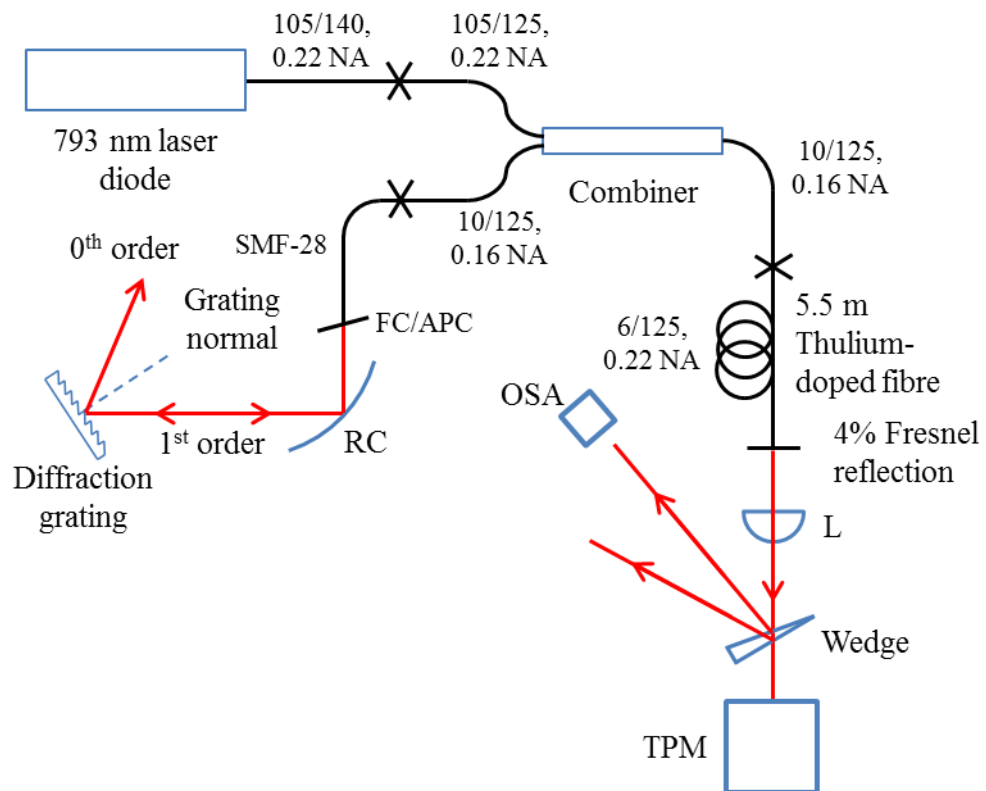 105/140,
0.22 NA
105/125,
0.22 NA
793 nm laser
diode
Combiner
10/125,
0.16 NA
10/125,
0.16 NA
SMF-28
0th order
Grating
normal
FC/APC
1st order
RC
Diffraction
grating
6/125,
0.22 NA
5.5 m
Thulium-
doped fibre
OSA
4% Fresnel
reflection
L
Wedge
TPM